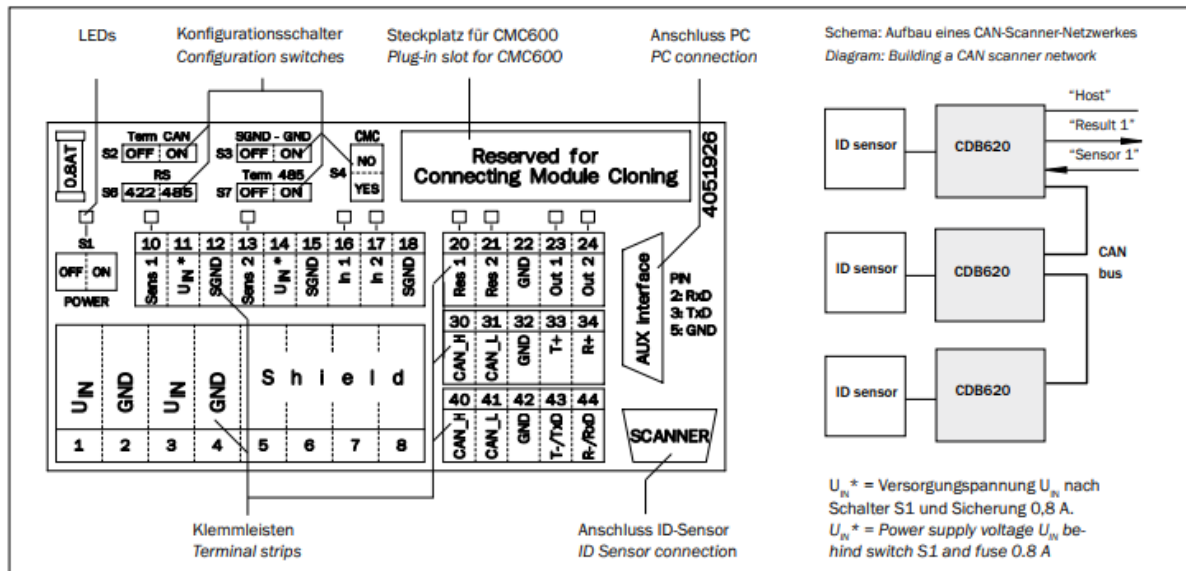 LEDs
Konfigurationsschalter
Configuration switches
Steckplatz für CMC600
Plug-in slot for CMC600
Anschluss PC
PC connection
0.8AT
Term CAN
S2 OFF ON
SGND - GND
S3 OFF ON
CMC
S4 NO
YES
RS
S6 422 485
Term 485
S7 OFF ON
Reserved for
Connecting Module Cloning
4051926
S1
OFF ON
POWER
10 11 12 13 14 15 16 17 18
Sens 1 UIN* SGND Sens 2 UIN* SGND In 1 In 2 SGND
20 21 22 23 24
Res 1 Res 2 GND Out 1 Out 2
30 31 32 33 34
CAN_H CAN_L GND T+ R+
40 41 42 43 44
CAN_H CAN_L GND T-/TxD R-/RxD
UIN GND UIN GND Shield
1 2 3 4 5 6 7 8
AUX interface
PIN
2: RxD
3: TxD
5: GND
SCANNER
Klemmleisten
Terminal strips
Anschluss ID-Sensor
ID Sensor connection
Schema: Aufbau eines CAN-Scanner-Netzwerkes
Diagram: Building a CAN scanner network
ID sensor
CDB620
“Host”
“Result 1”
“Sensor 1”
ID sensor
CDB620
CAN
bus
ID sensor
CDB620
UIN* = Versorgungspannung UIN nach
Schalter S1 und Sicherung 0,8 A.
UIN* = Power supply voltage UIN be-
hind switch S1 and fuse 0.8 A